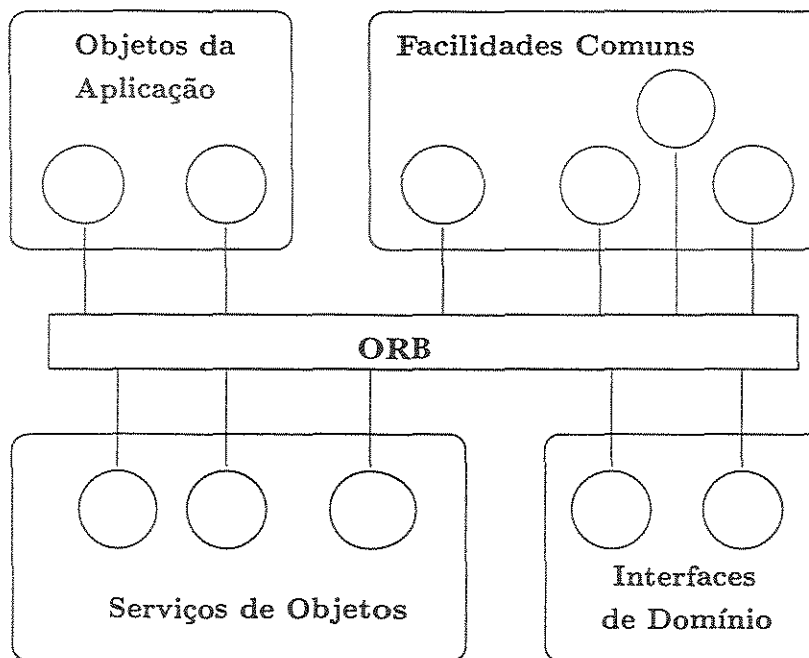 Objetos da
Aplicação
Facilidades Comuns
ORB
Serviços de Objetos
Interfaces
de Domínio